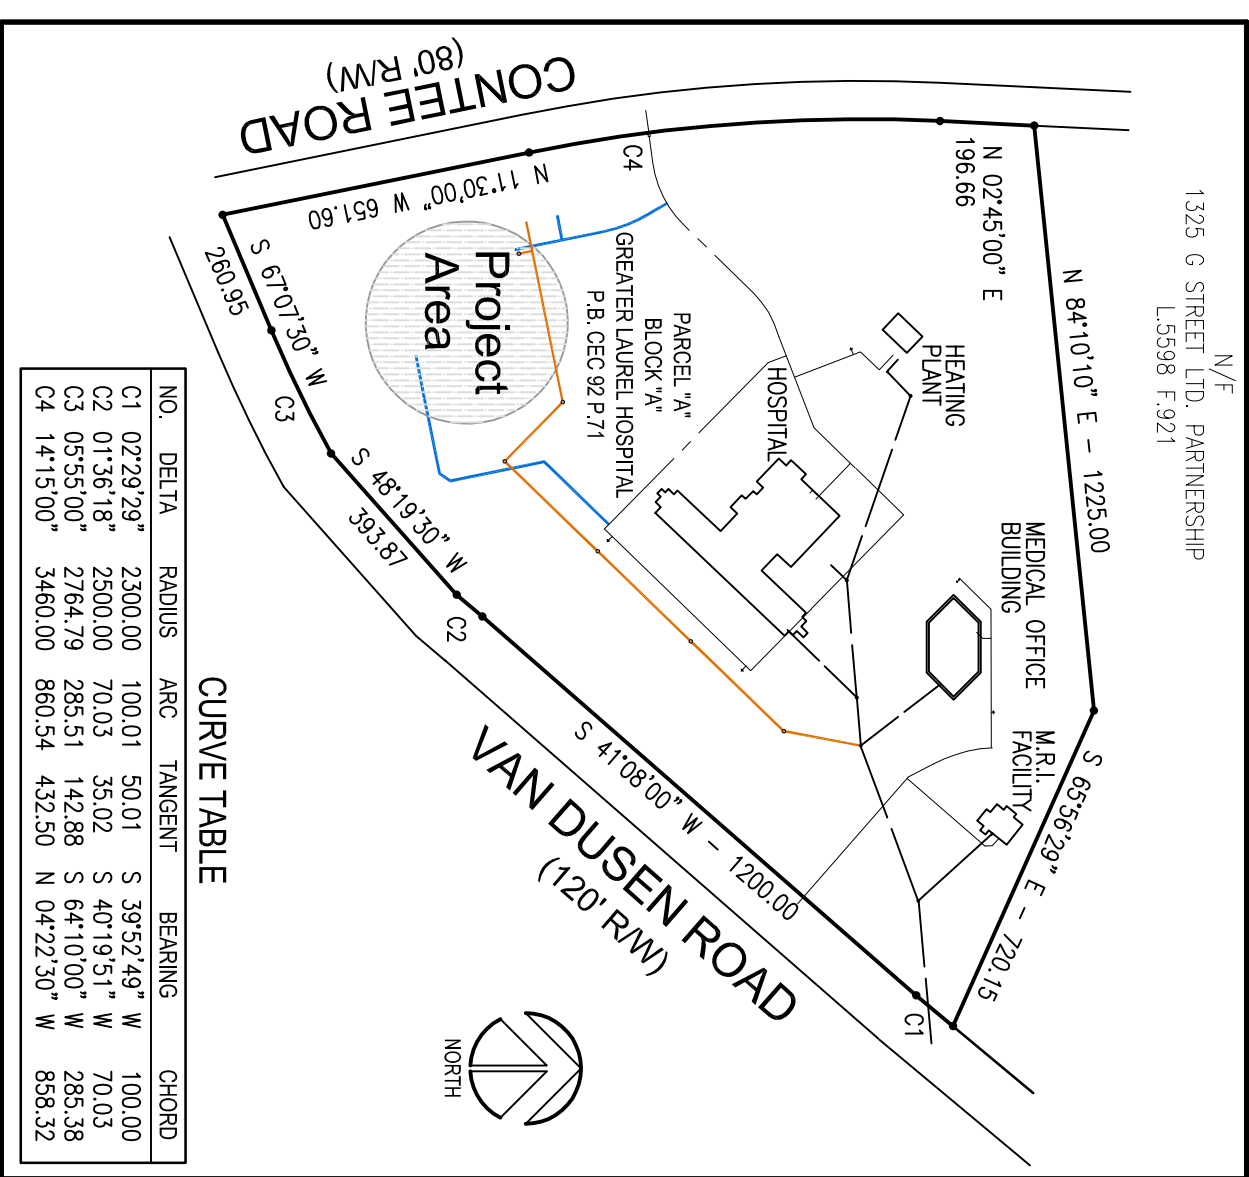 N/F
1325 G STREET LTD. PARTNERSHIP
L.5598 F.921
N 84°10'10" E - 1225.00
S 65°56'29" E - 720.15
N 02°45'00" E
196.66
HEATING
PLANT
MEDICAL OFFICE
BUILDING
M.R.I.
FACILITY
HOSPITAL
PARCEL "A"
BLOCK "A"
GREATER LAUREL HOSPITAL
P.B. CEC 92 P.71
C4
N 11°30'00" W 651.60
CONTEE ROAD
(80' R/W)
Project
Area
S 67°07'30" W
260.95
C3
S 48°19'30" W
393.87
C2
S 41°08'00" W - 1200.00
C1
VAN DUSEN ROAD
(120' R/W)
NORTH
CURVE TABLE
NO. DELTA RADIUS ARC TANGENT BEARING CHORD
C1 02°29'29" 2300.00 100.01 50.01 S 39°52'49" W 100.00
C2 01°36'18" 2500.00 70.03 35.02 S 40°19'51" W 70.03
C3 05°55'00" 2764.79 285.51 142.88 S 64°10'00" W 285.38
C4 14°15'00" 3460.00 860.54 432.50 N 04°22'30" W 858.32